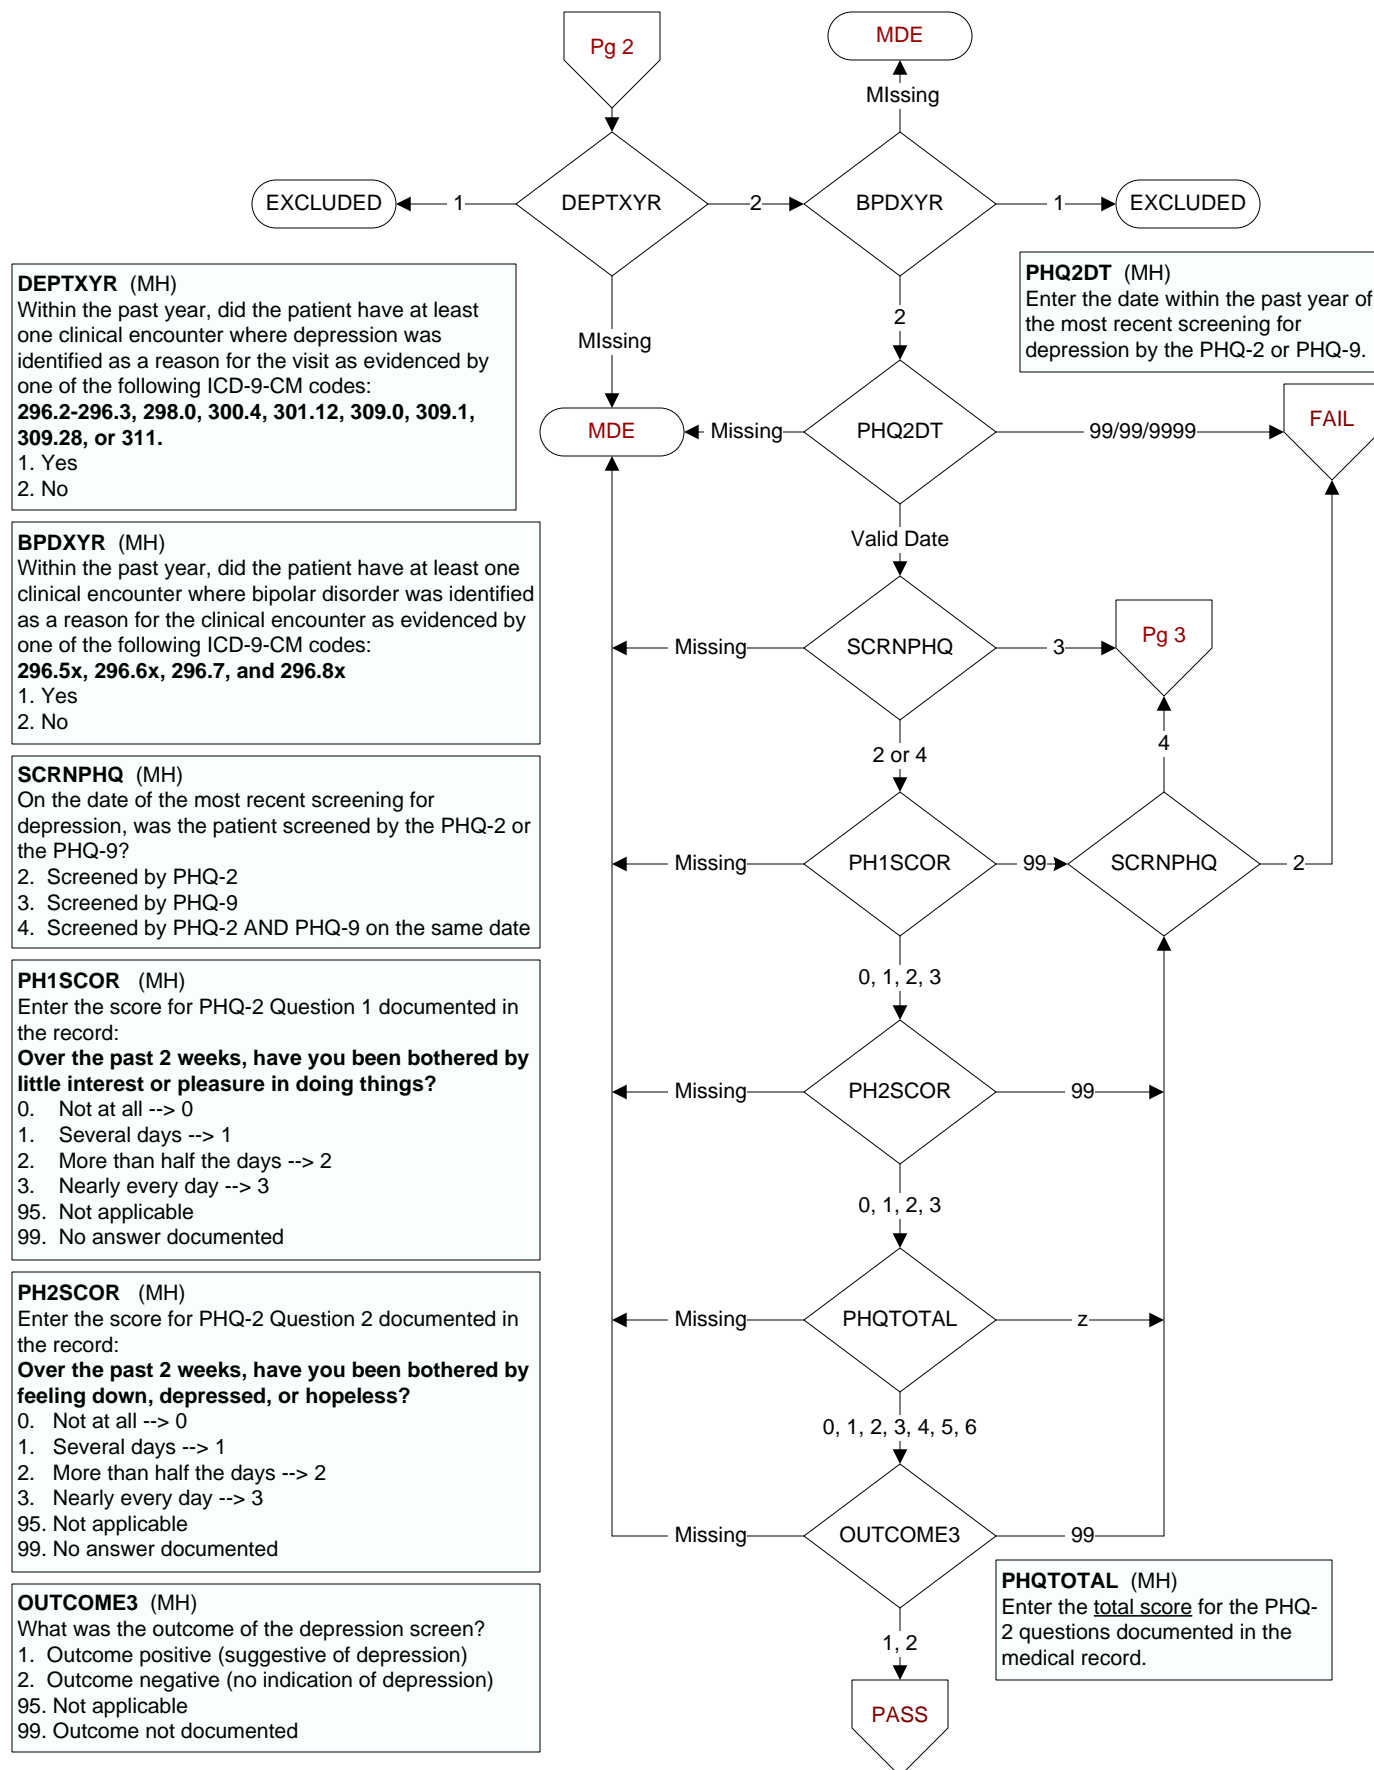 Pg 2
MDE
MIssing
EXCLUDED
1
DEPTXYR
2
BPDXYR
1
EXCLUDED
DEPTXYR (MH)
Within the past year, did the patient have at least
one clinical encounter where depression was
identified as a reason for the visit as evidenced by
one of the following ICD-9-CM codes:
296.2-296.3, 298.0, 300.4, 301.12, 309.0, 309.1,
309.28, or 311.
1. Yes
2. No
PHQ2DT (MH)
Enter the date within the past year of
the most recent screening for
depression by the PHQ-2 or PHQ-9.
MIssing
2
MDE
Missing
PHQ2DT
99/99/9999
FAIL
Valid Date
BPDXYR (MH)
Within the past year, did the patient have at least one
clinical encounter where bipolar disorder was identified
as a reason for the clinical encounter as evidenced by
one of the following ICD-9-CM codes:
296.5x, 296.6x, 296.7, and 296.8x
1. Yes
2. No
Missing
SCRNPHQ
3
Pg 3
2 or 4
4
SCRNPHQ (MH)
On the date of the most recent screening for
depression, was the patient screened by the PHQ-2 or
the PHQ-9?
2. Screened by PHQ-2
3. Screened by PHQ-9
4. Screened by PHQ-2 AND PHQ-9 on the same date
Missing
PH1SCOR
99
SCRNPHQ
2
0, 1, 2, 3
PH1SCOR (MH)
Enter the score for PHQ-2 Question 1 documented in
the record:
Over the past 2 weeks, have you been bothered by
little interest or pleasure in doing things?
0. Not at all --> 0
1. Several days --> 1
2. More than half the days --> 2
3. Nearly every day --> 3
95. Not applicable
99. No answer documented
Missing
PH2SCOR
99
0, 1, 2, 3
PH2SCOR (MH)
Enter the score for PHQ-2 Question 2 documented in
the record:
Over the past 2 weeks, have you been bothered by
feeling down, depressed, or hopeless?
0. Not at all --> 0
1. Several days --> 1
2. More than half the days --> 2
3. Nearly every day --> 3
95. Not applicable
99. No answer documented
Missing
PHQTOTAL
z
0, 1, 2, 3, 4, 5, 6
Missing
OUTCOME3
99
PHQTOTAL (MH)
Enter the total score for the PHQ-
2 questions documented in the
medical record.
OUTCOME3 (MH)
What was the outcome of the depression screen?
1. Outcome positive (suggestive of depression)
2. Outcome negative (no indication of depression)
95. Not applicable
99. Outcome not documented
1, 2
PASS